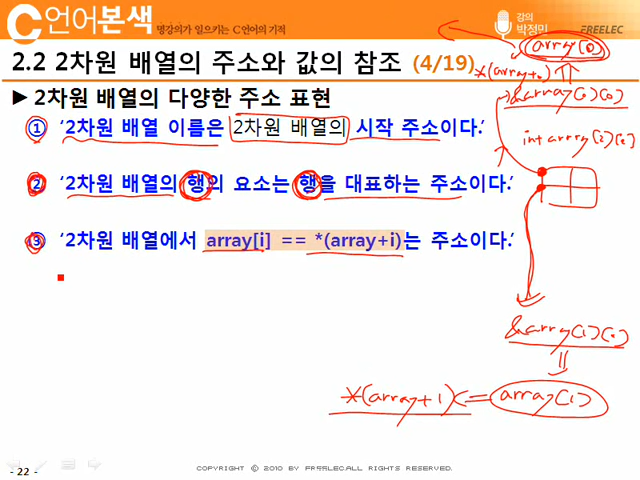 C언어본색
명강의가 일으키는 C언어의 기적
강의
박정민
FREELEC
2.2 2차원 배열의 주소와 값의 참조 (4/19)
▶ 2차원 배열의 다양한 주소 표현
① '2차원 배열 이름은 2차원 배열의 시작 주소이다.'
② '2차원 배열의 행의 요소는 행을 대표하는 주소이다.'
③ '2차원 배열에서 array[i] == *(array+i)는 주소이다.'
array[0]
*(array+0)
&array[0][0]
int array[2][2]
&array[1][0]
*(array+1) = array[1]
- 22 -
COPYRIGHT ⓒ 2010 BY FREELEC.ALL RIGHTS RESERVED.